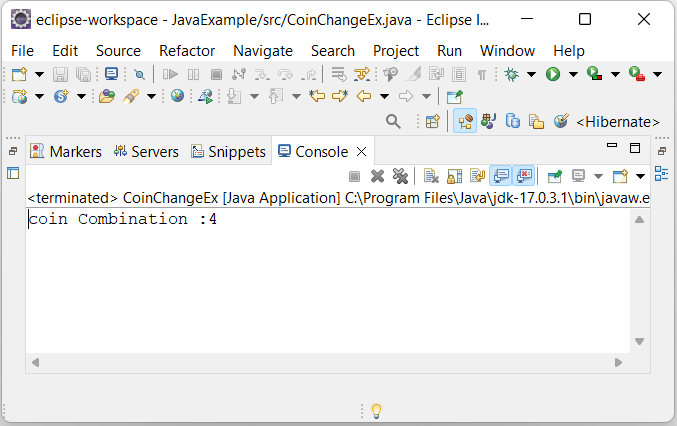 eclipse-workspace - JavaExample/src/CoinChangeEx.java - Eclipse I...
File Edit Source Refactor Navigate Search Project Run Window Help
<Hibernate>
Markers Servers Snippets Console
<terminated> CoinChangeEx [Java Application] C:\Program Files\Java\jdk-17.0.3.1\bin\javaw.e
coin Combination :4